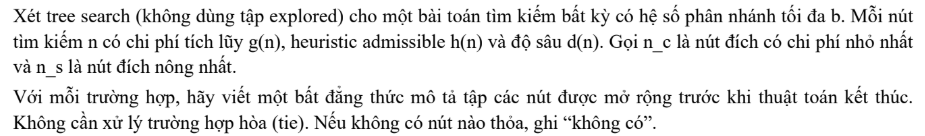 Xét tree search (không dùng tập explored) cho một bài toán tìm kiếm bất kỳ có hệ số phân nhánh tối đa b. Mỗi nút
tìm kiếm n có chi phí tích lũy g(n), heuristic admissible h(n) và độ sâu d(n). Gọi n_c là nút đích có chi phí nhỏ nhất
và n_s là nút đích nông nhất.
Với mỗi trường hợp, hãy viết một bất đẳng thức mô tả tập các nút được mở rộng trước khi thuật toán kết thúc.
Không cần xử lý trường hợp hòa (tie). Nếu không có nút nào thỏa, ghi “không có”.